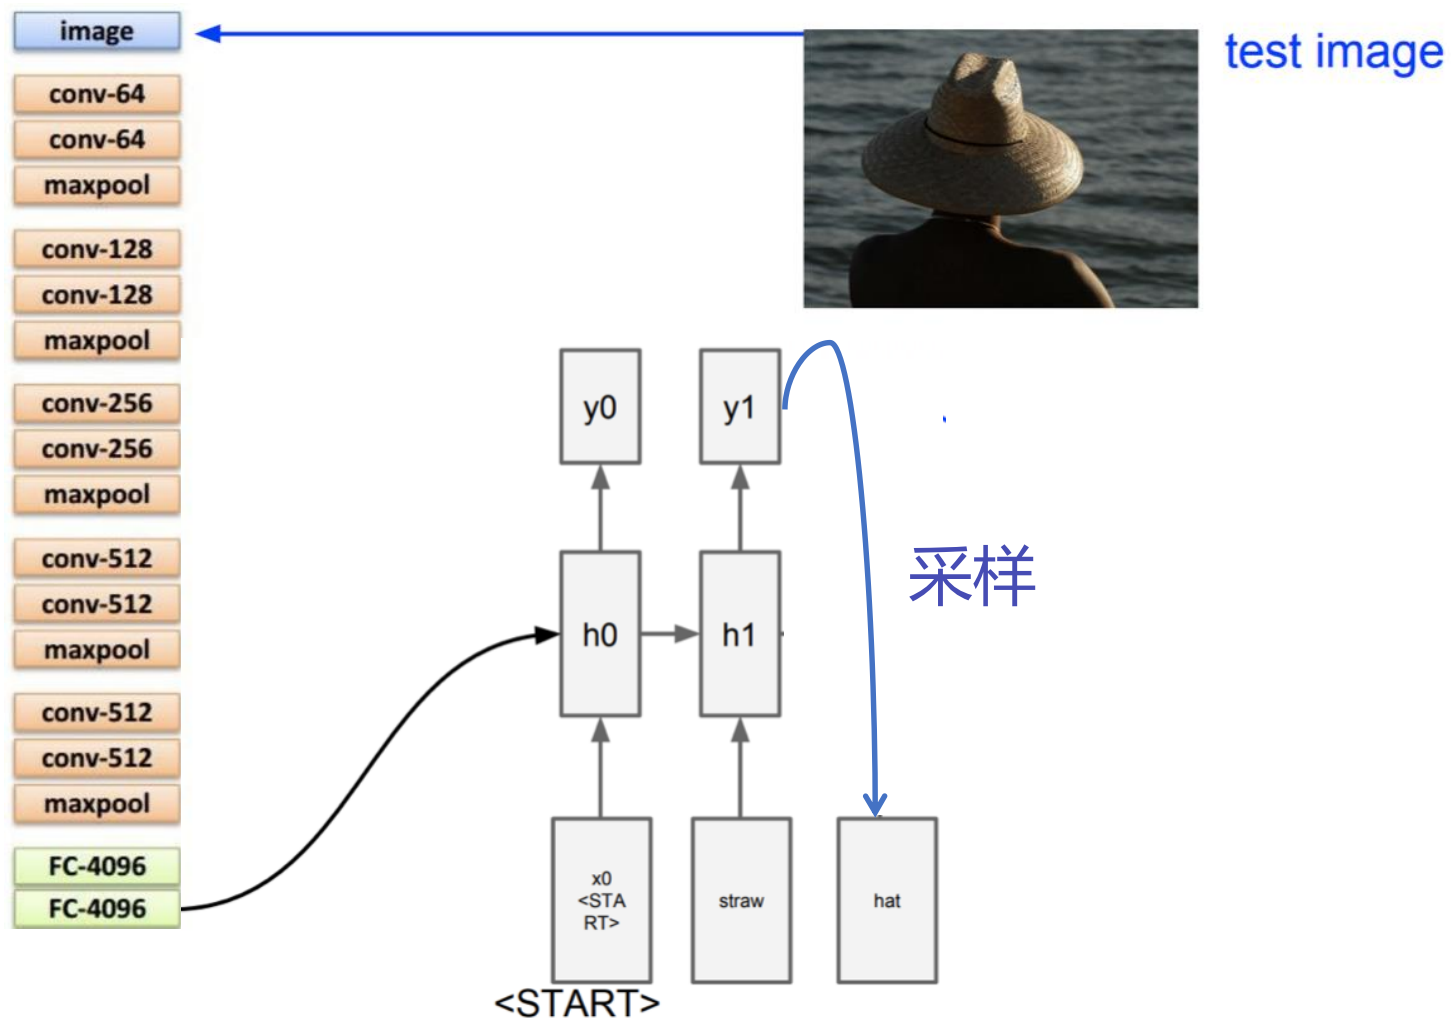 image
test image
conv-64
conv-64
maxpool
conv-128
conv-128
maxpool
conv-256
conv-256
maxpool
conv-512
conv-512
maxpool
conv-512
conv-512
maxpool
FC-4096
FC-4096
y0
y1
采样
h0
h1
x0
<STA
RT>
straw
hat
<START>